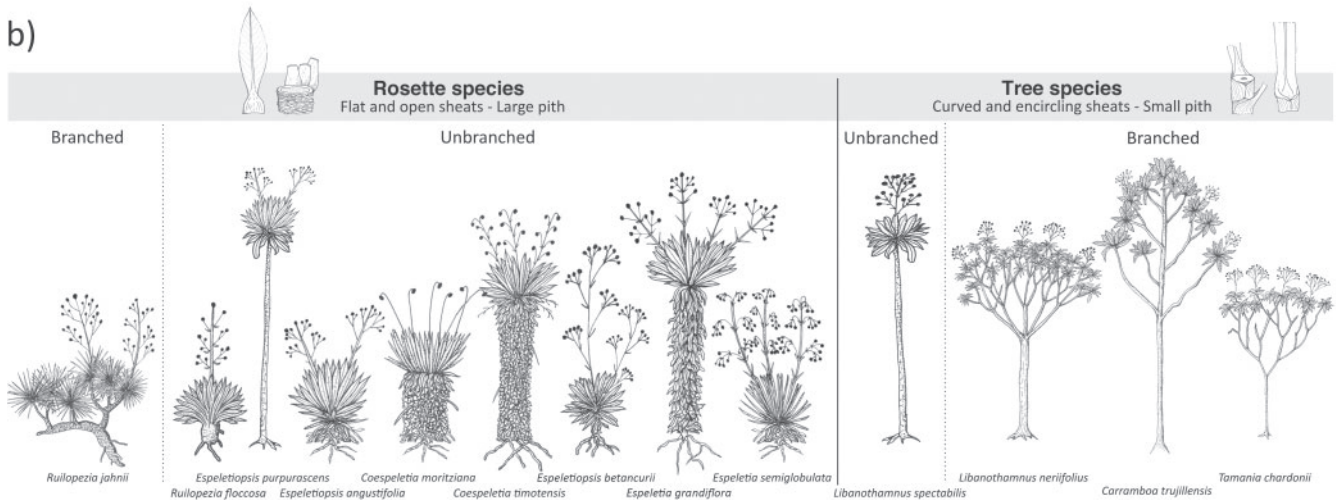 b)
Rosette species
Flat and open sheats - Large pith
Tree species
Curved and encircling sheats - Small pith
Branched
Unbranched
Unbranched
Branched
Ruilopezia jahnii
Espeletiopsis purpurascens
Coespeletia moritziana
Espeletiopsis betancurii
Espeletia semiglobulata
Libanothamnus neriifolius
Tamania chardonii
Ruilopezia floccosa
Espeletiopsis angustifolia
Coespeletia timotensis
Espeletia grandiflora
Libanothamnus spectabilis
Carramboa trujillensis